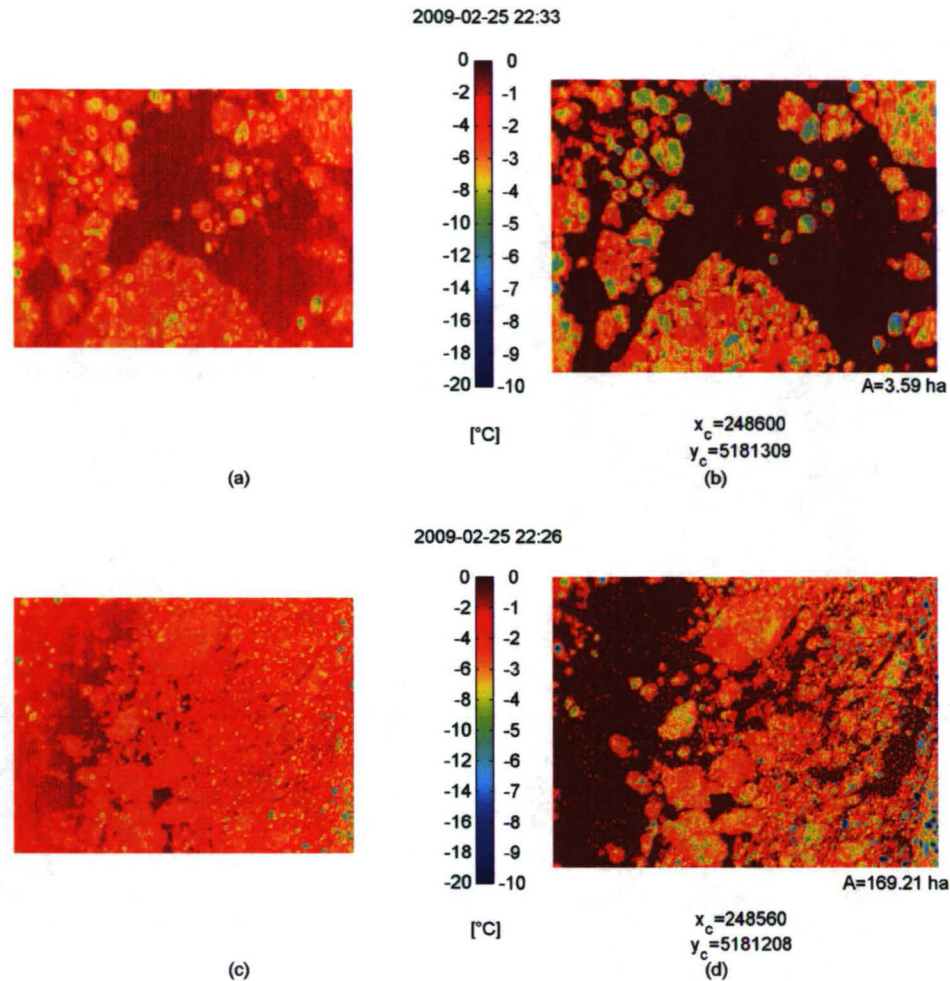 2009-02-25 22:33
0 0
-2 -1
-4 -2
-6 -3
-8 -4
-10 -5
-12 -6
-14 -7
-16 -8
-18 -9
-20 -10
A=3.59 ha
[°C]
x_c=248600
y_c=5181309
(a) (b)
2009-02-25 22:26
0 0
-2 -1
-4 -2
-6 -3
-8 -4
-10 -5
-12 -6
-14 -7
-16 -8
-18 -9
-20 -10
A=169.21 ha
[°C]
x_c=248560
y_c=5181208
(c) (d)